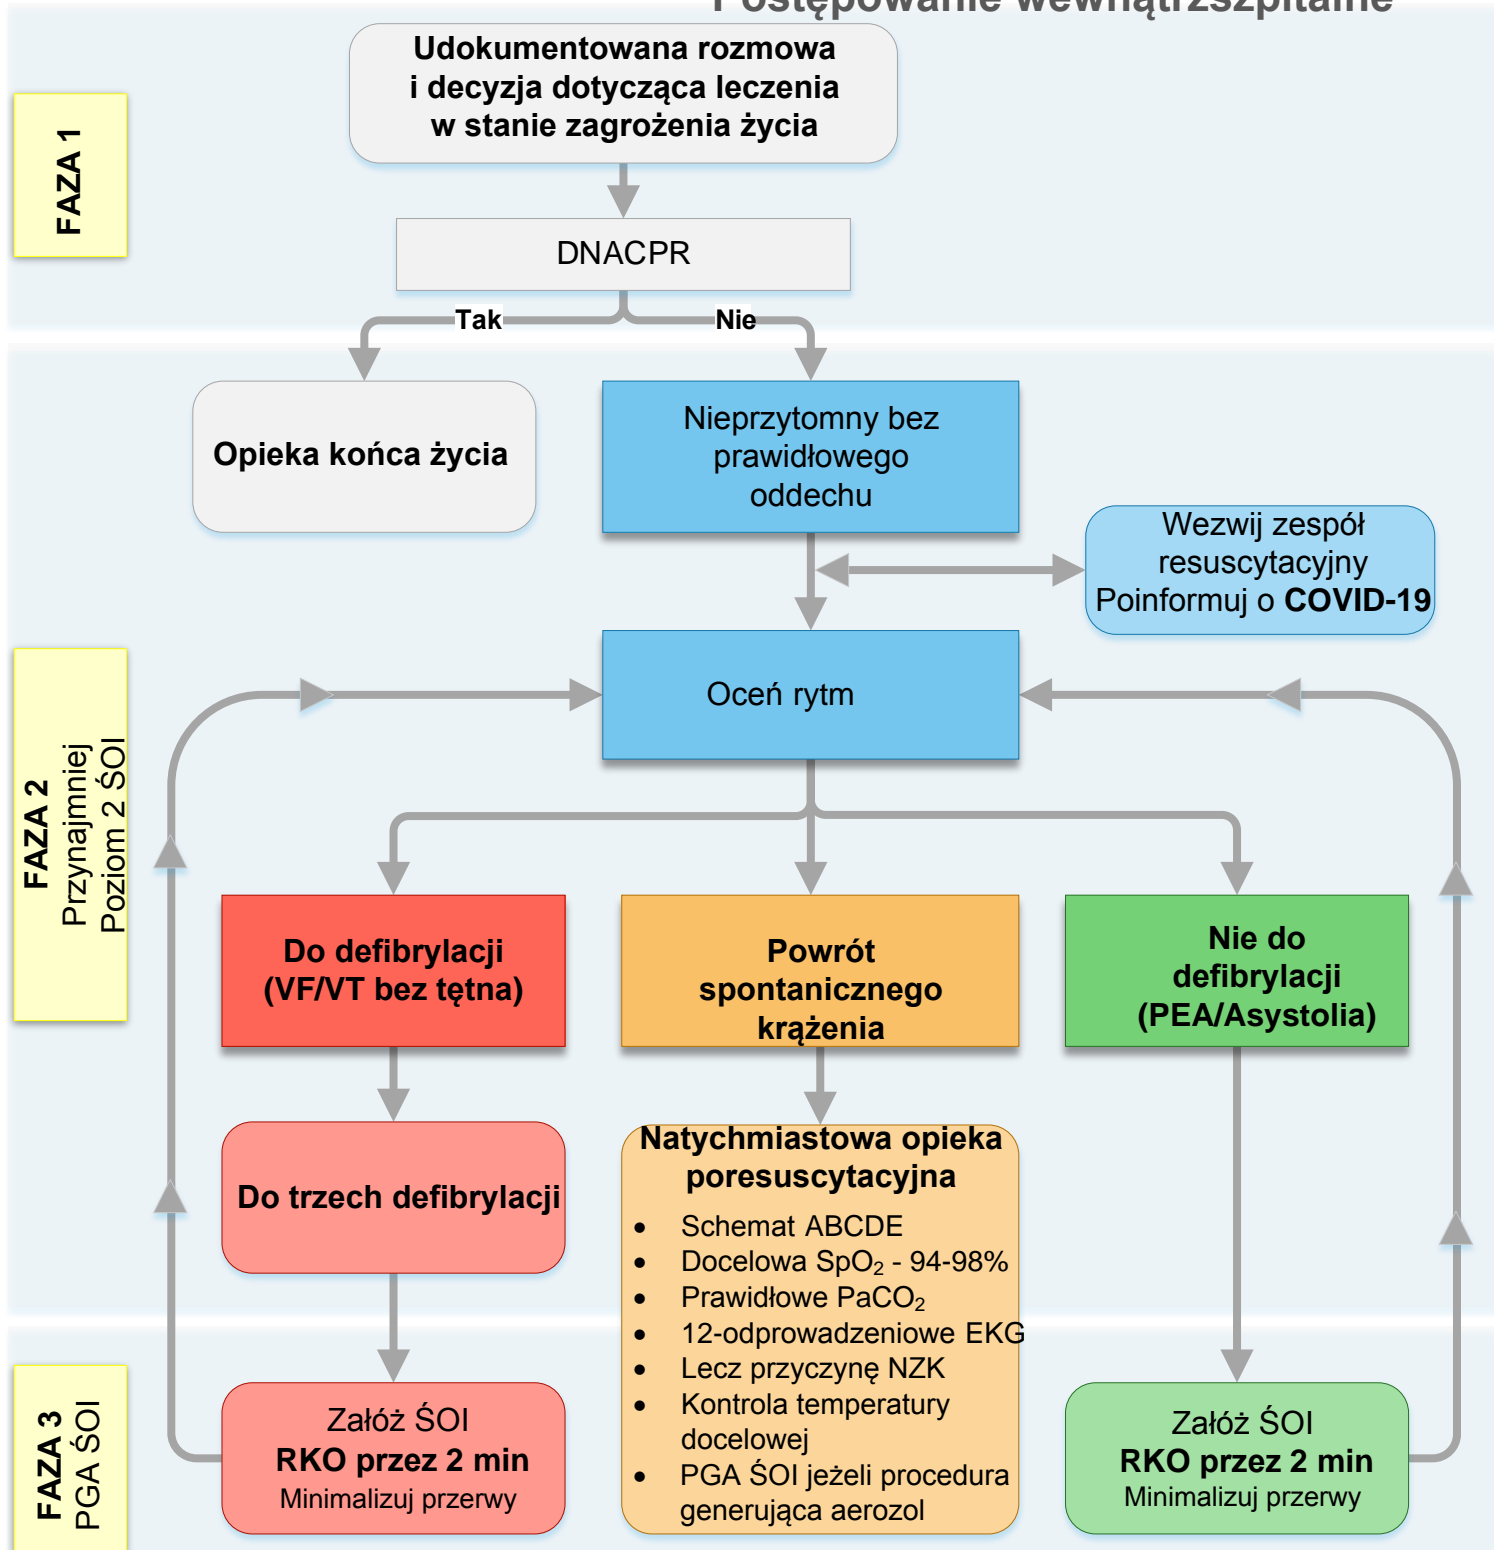 Postępowanie wewnątrzszpitalne
Udokumentowana rozmowa
i decyzja dotycząca leczenia
w stanie zagrożenia życia
FAZA 1
DNACPR
Tak
Nie
Opieka końca życia
Nieprzytomny bez
prawidłowego
oddechu
Wezwij zespół
resuscytacyjny
Poinformuj o COVID-19
Oceń rytm
FAZA 2
Przynajmniej
Poziom 2 ŚOI
Do defibrylacji
(VF/VT bez tętna)
Powrót
spontanicznego
krążenia
Nie do
defibrylacji
(PEA/Asystolia)
Do trzech defibrylacji
Natychmiastowa opieka
poresuscytacyjna
• Schemat ABCDE
• Docelowa SpO₂ - 94-98%
• Prawidłowe PaCO₂
• 12-odprowadzeniowe EKG
• Lecz przyczynę NZK
• Kontrola temperatury
docelowej
• PGA ŚOI jeżeli procedura
generująca aerozol
FAZA 3
PGA ŚOI
Załóż ŚOI
RKO przez 2 min
Minimalizuj przerwy
Załóż ŚOI
RKO przez 2 min
Minimalizuj przerwy